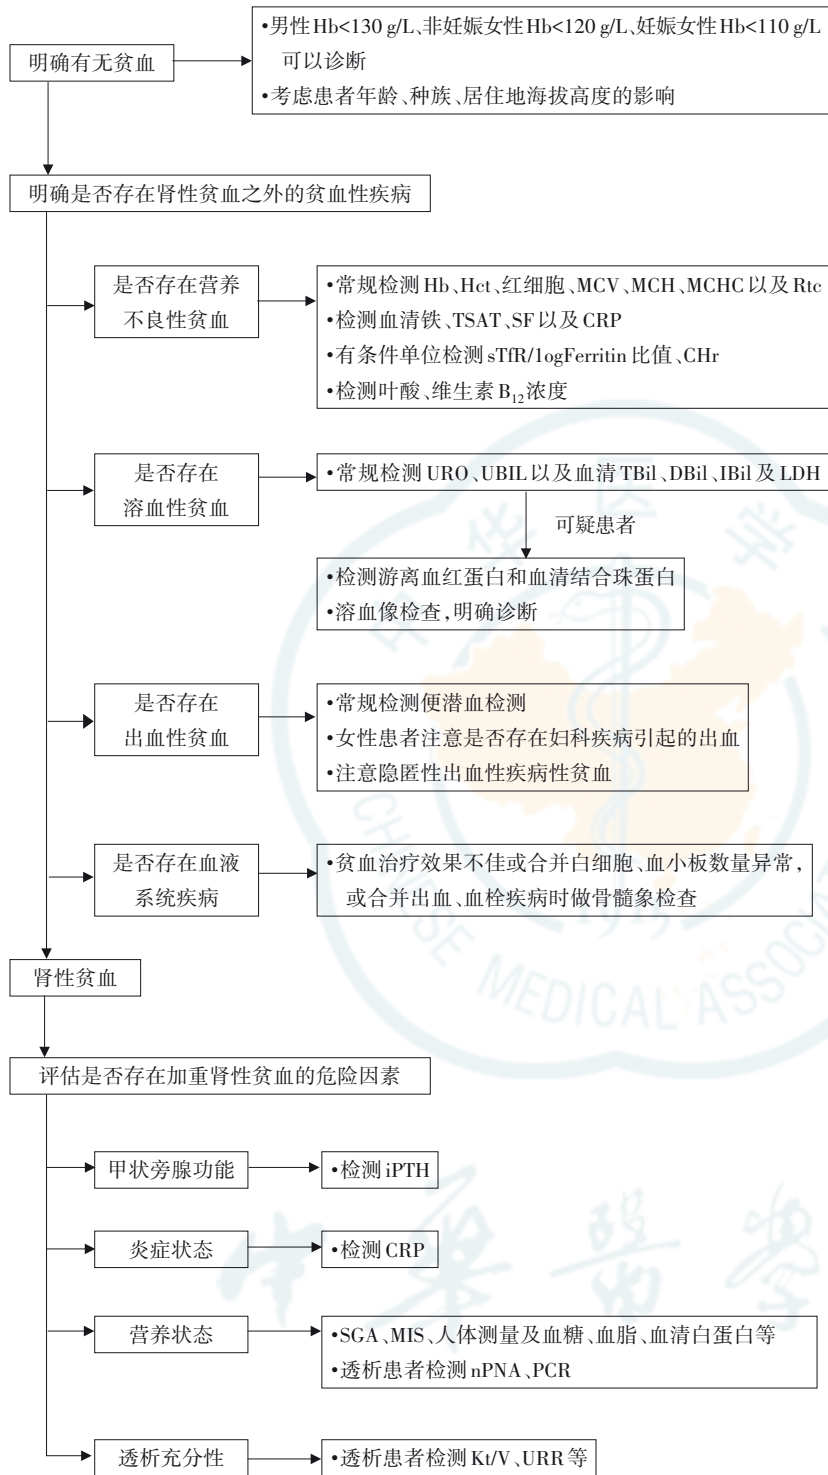 •男性Hb<130 g/L、非妊娠女性Hb<120 g/L、妊娠女性Hb<110 g/L
可以诊断
•考虑患者年龄、种族、居住地海拔高度的影响
明确有无贫血
明确是否存在肾性贫血之外的贫血性疾病
是否存在营养
不良性贫血
•常规检测Hb、Hct、红细胞、MCV、MCH、MCHC以及Rtc
•检测血清铁、TSAT、SF以及CRP
•有条件单位检测sTfR/1ogFerritin比值、CHr
•检测叶酸、维生素B₁₂浓度
是否存在
溶血性贫血
•常规检测URO、UBIL以及血清TBil、DBil、IBil及LDH
可疑患者
•检测游离血红蛋白和血清结合珠蛋白
•溶血像检查,明确诊断
是否存在
出血性贫血
•常规检测便潜血检测
•女性患者注意是否存在妇科疾病引起的出血
•注意隐匿性出血性疾病性贫血
是否存在血液
系统疾病
•贫血治疗效果不佳或合并白细胞、血小板数量异常,
或合并出血、血栓疾病时做骨髓象检查
肾性贫血
评估是否存在加重肾性贫血的危险因素
甲状旁腺功能
•检测iPTH
炎症状态
•检测CRP
营养状态
•SGA、MIS、人体测量及血糖、血脂、血清白蛋白等
•透析患者检测nPNA、PCR
透析充分性
•透析患者检测Kt/V、URR等
中华医学
CHINESE MEDICAL ASSOC
1915
中华醫學